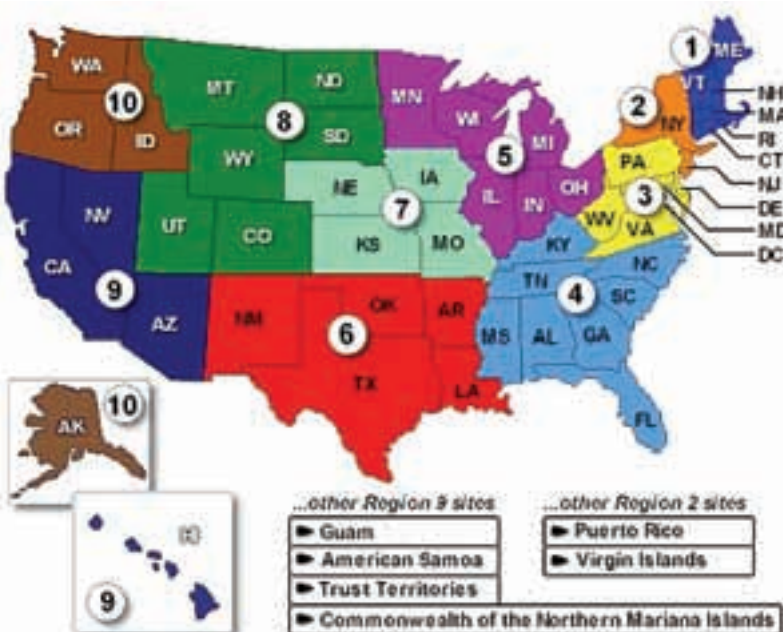 1
ME
WA
MT
ND
MN
VT
NH
10
2
MA
OR
ID
8
SD
WI
MI
NY
RI
WY
5
CT
PA
NJ
NE
IA
IL
IN
OH
3
DE
NV
UT
CO
7
WV
VA
MD
DC
CA
KS
MO
KY
NC
9
TN
4
SC
AZ
NM
OK
AR
6
MS
AL
GA
TX
LA
FL
AK
10
9
...other Region 9 sites
Guam
American Samoa
Trust Territories
Commonwealth of the Northern Mariana Islands
...other Region 2 sites
Puerto Rico
Virgin Islands